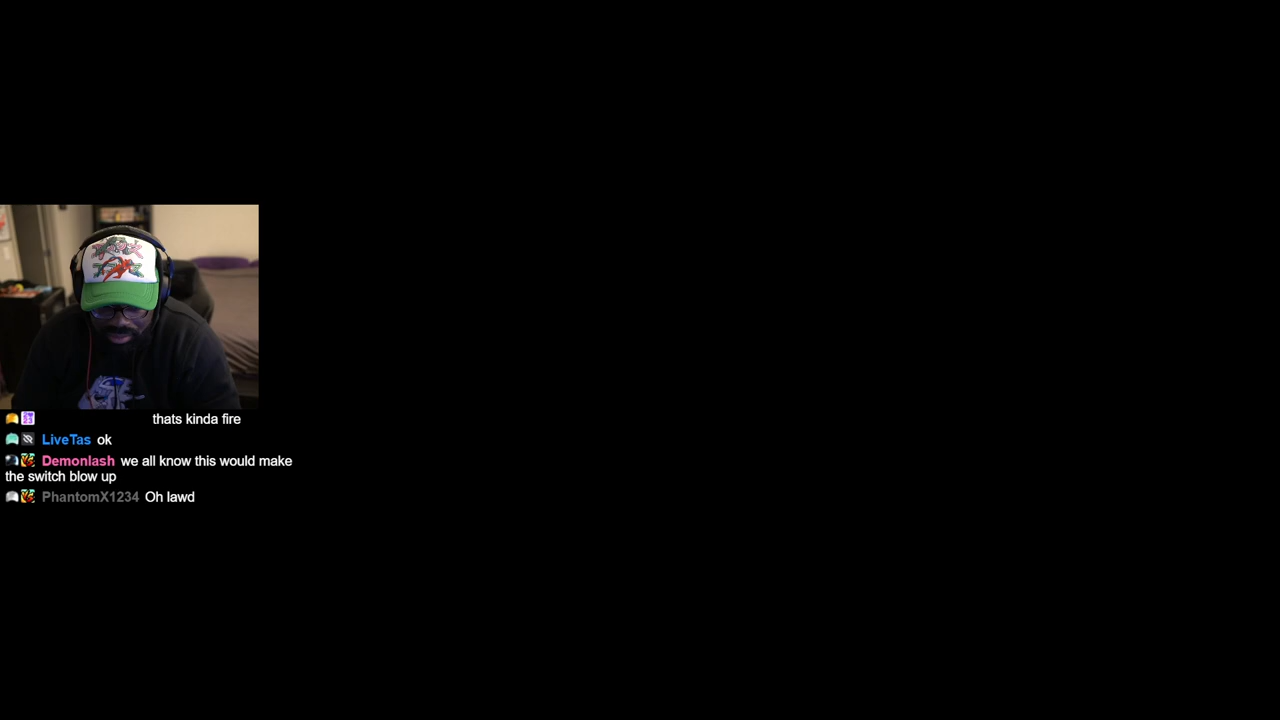 thats kinda fire
LiveTas ok
Demonlash we all know this would make
the switch blow up
PhantomX1234 Oh lawd